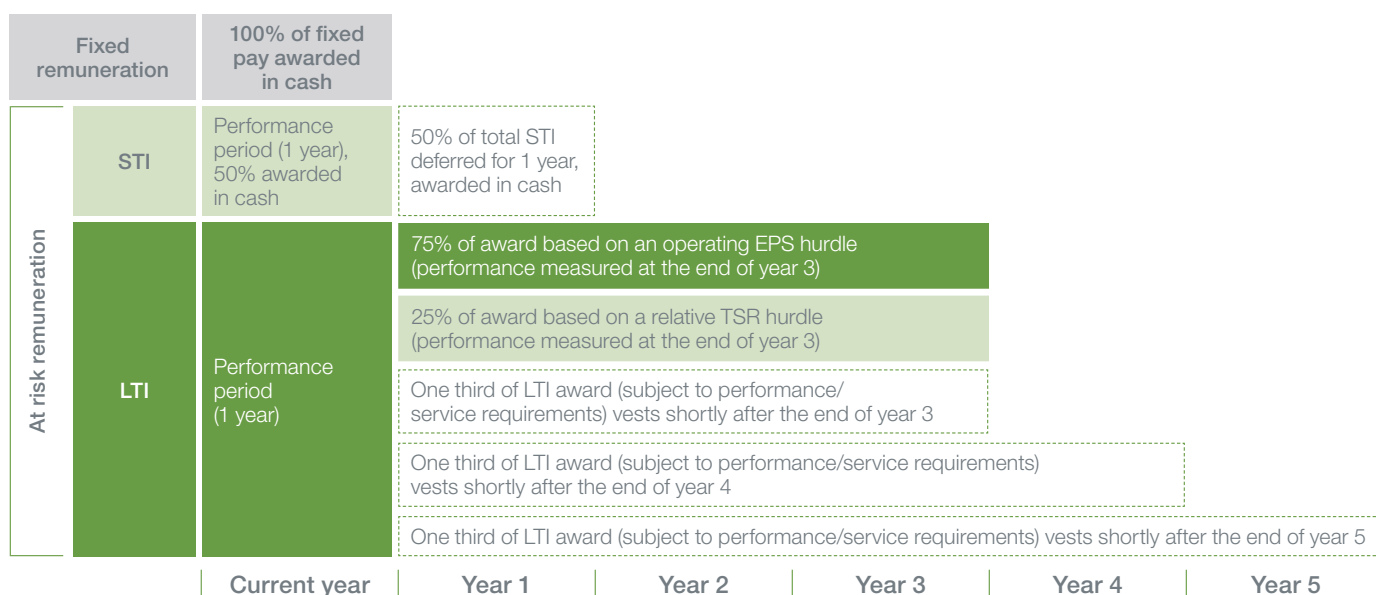 Fixed
remuneration
100% of fixed
pay awarded
in cash
At risk remuneration
STI
Performance
period (1 year),
50% awarded
in cash
50% of total STI
deferred for 1 year,
awarded in cash
LTI
Performance
period
(1 year)
75% of award based on an operating EPS hurdle
(performance measured at the end of year 3)
25% of award based on a relative TSR hurdle
(performance measured at the end of year 3)
One third of LTI award (subject to performance/
service requirements) vests shortly after the end of year 3
One third of LTI award (subject to performance/service requirements)
vests shortly after the end of year 4
One third of LTI award (subject to performance/service requirements) vests shortly after the end of year 5
Current year
Year 1
Year 2
Year 3
Year 4
Year 5